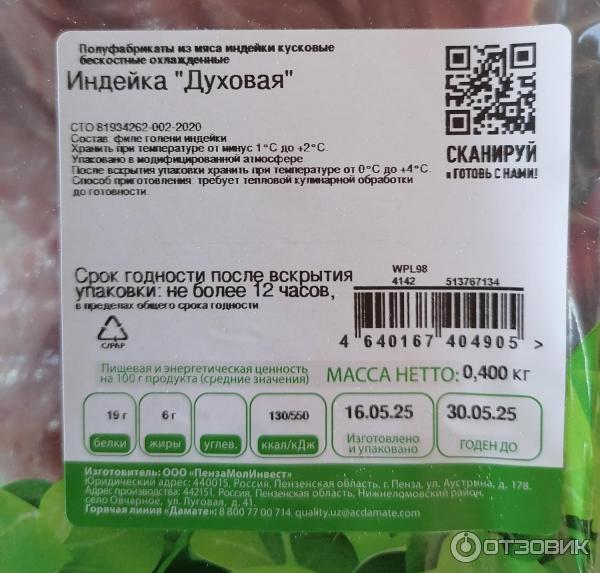 Полуфабрикаты из мяса индейки кусковые
бескостные охлажденные
Индейка "Духовая"
СТО 81934262-002-2020
Состав: филе голени индейки
Хранить при температуре от минус 1°С до +2°С.
Упаковано в модифицированной атмосфере.
После вскрытия упаковки хранить при температуре от 0°С до +4°С.
Способ приготовления: требует тепловой кулинарной обработки
до готовности.
СКАНИРУЙ
и ГОТОВЬ С НАМИ!
Срок годности после вскрытия
упаковки: не более 12 часов,
в пределах общего срока годности.
WPL98
4142 513767134
4 640167 404905 >
C/PAP
Пищевая и энергетическая ценность
на 100 г продукта (средние значения)
МАССА НЕТТО: 0,400 кг
19 г 6 г 130/550 16.05.25 30.05.25
белки жиры углев. ккал/кДж Изготовлено
и упаковано ГОДЕН ДО
Изготовитель: ООО «ПензаМолИнвест»
Юридический адрес: 440015, Россия, Пензенская область, г. Пенза, ул. Аустрина, д. 178.
Адрес производства: 442151, Россия, Пензенская область, Нижнеломовский район,
село Овчарное, ул. Луговая, д. 41
Горячая линия «Дамате»: 8 800 77 00 714 quality.uz@acdamate.com
ОТЗОВИК